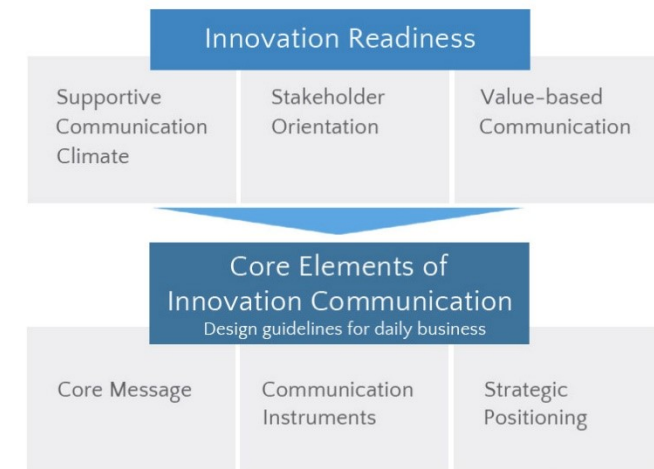 Innovation Readiness
Supportive
Communication
Climate
Stakeholder
Orientation
Value-based
Communication
Core Elements of
Innovation Communication
Design guidelines for daily business
Core Message
Communication
Instruments
Strategic
Positioning